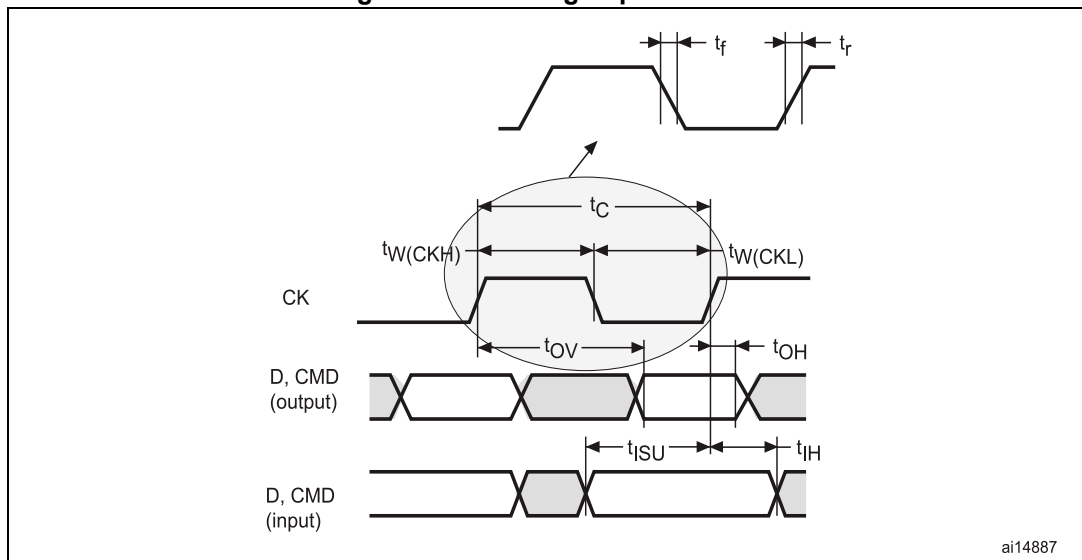 tf
tr
tC
tW(CKH)
tW(CKL)
CK
tOV
tOH
D, CMD
(output)
tISU
tIH
D, CMD
(input)
ai14887